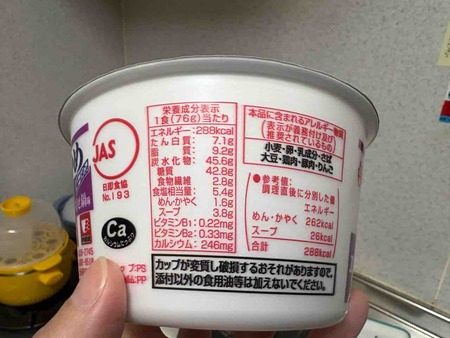 栄養成分表示
1食(76g)当たり
エネルギー:288kcal
たん白質: 7.1g
脂質: 9.2g
炭水化物: 45.6g
糖質: 42.8g
食物繊維: 2.8g
食塩相当量: 5.4g
めん・かやく: 1.6g
スープ: 3.8g
ビタミンB1:0.22mg
ビタミンB2:0.33mg
カルシウム:246mg
本品に含まれるアレルギー物質
(表示が義務付け及び
推奨されているもの)
小麦・卵・乳成分・さば
大豆・鶏肉・豚肉・りんご
<参考値:
調理直後に分別した値>
エネルギー
めん・かやく 262kcal
スープ 26kcal
合計 288kcal
JAS
日即食協
No.193
Ca
カップが変質し破損するおそれがありますので、
添付以外の食用油等は加えないでください。